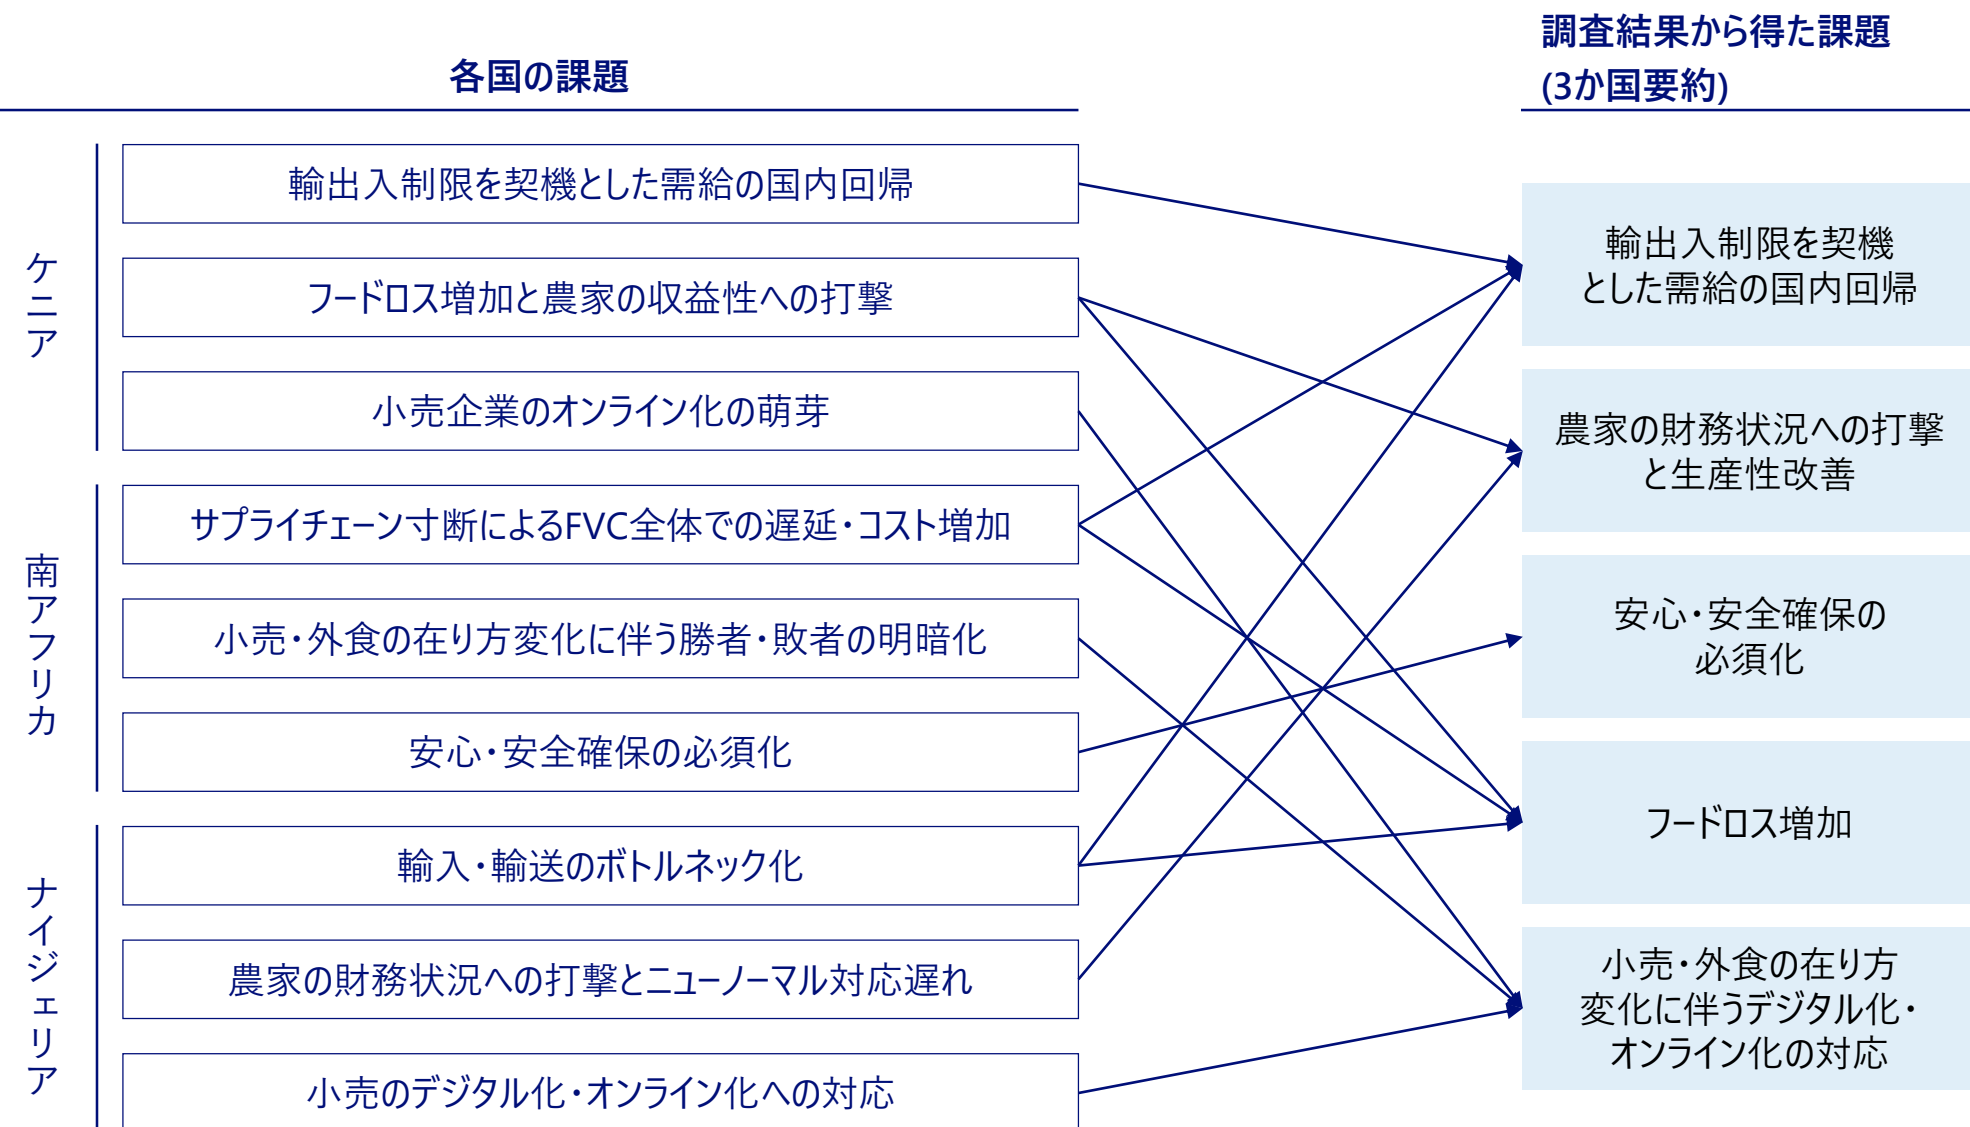 各国の課題
調査結果から得た課題
(3か国要約)
ケニア
輸出入制限を契機とした需給の国内回帰
フードロス増加と農家の収益性への打撃
小売企業のオンライン化の萌芽
南アフリカ
サプライチェーン寸断によるFVC全体での遅延・コスト増加
小売・外食の在り方変化に伴う勝者・敗者の明暗化
安心・安全確保の必須化
ナイジェリア
輸入・輸送のボトルネック化
農家の財務状況への打撃とニューノーマル対応遅れ
小売のデジタル化・オンライン化への対応
輸出入制限を契機
とした需給の国内回帰
農家の財務状況への打撃
と生産性改善
安心・安全確保の
必須化
フードロス増加
小売・外食の在り方
変化に伴うデジタル化・
オンライン化の対応